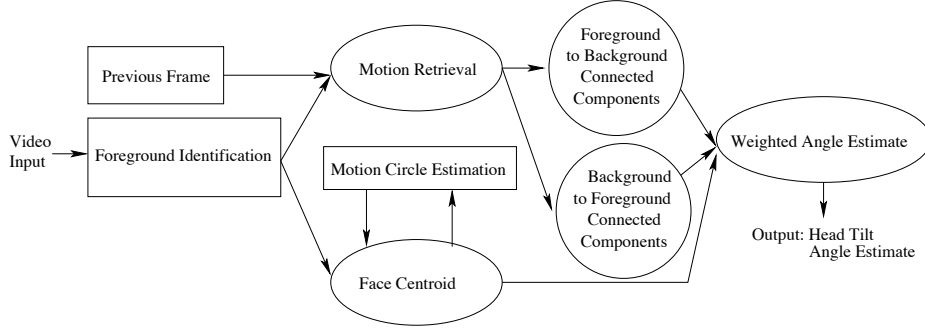 Previous Frame
Video
Input
Foreground Identification
Motion Retrieval
Motion Circle Estimation
Face Centroid
Foreground
to Background
Connected
Components
Background
to Foreground
Connected
Components
Weighted Angle Estimate
Output: Head Tilt
Angle Estimate